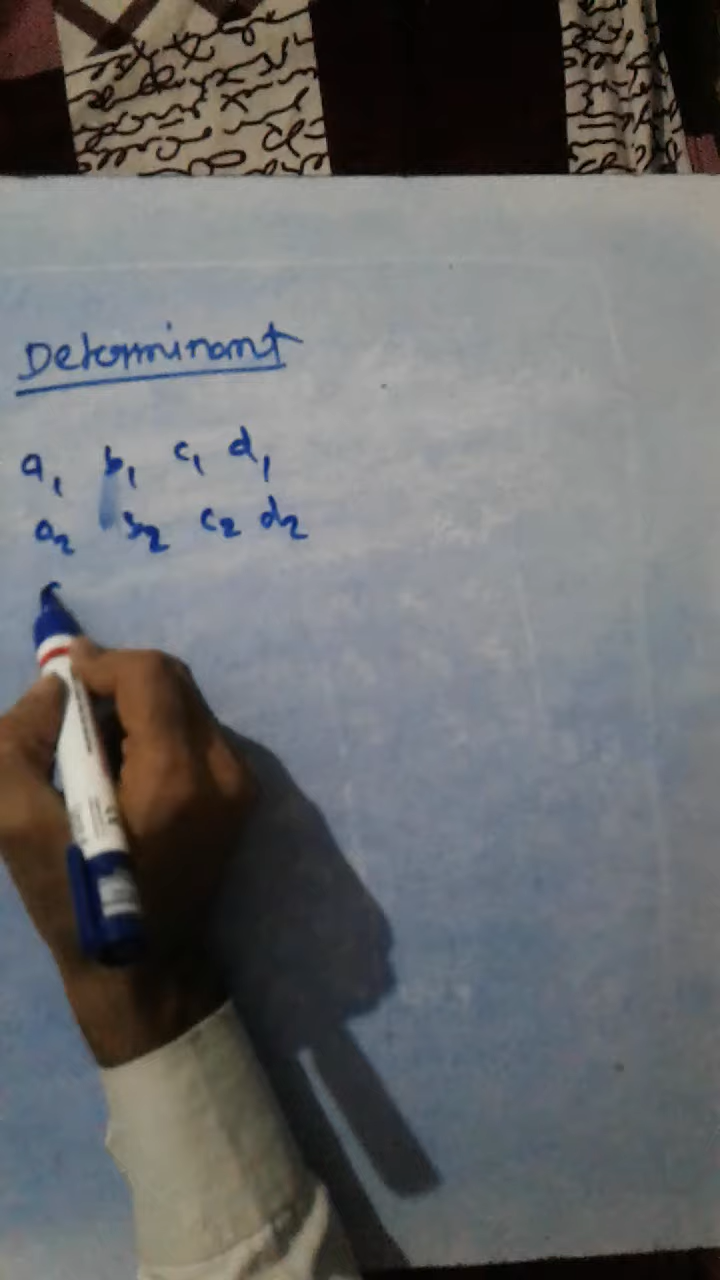 Determinant
a₁ b₁ c₁ d₁
a₂ b₂ c₂ d₂